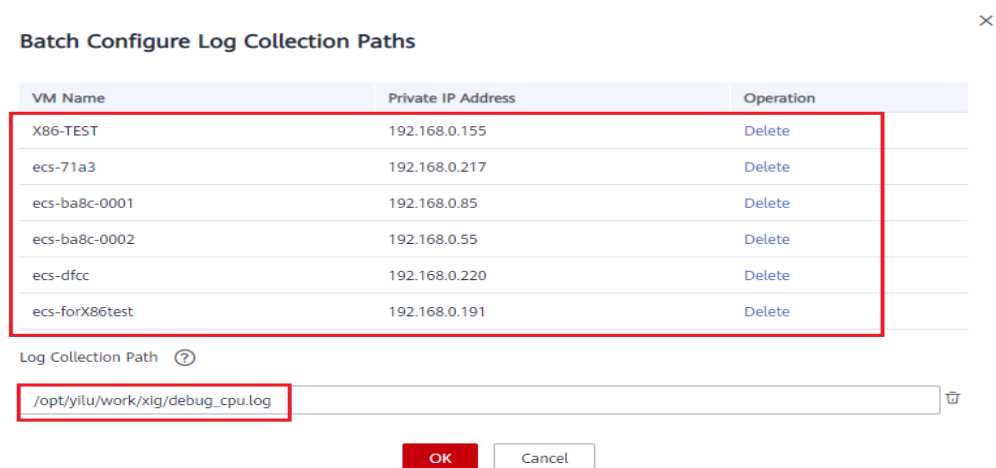 Batch Configure Log Collection Paths
VM Name Private IP Address Operation
X86-TEST 192.168.0.155 Delete
ecs-71a3 192.168.0.217 Delete
ecs-ba8c-0001 192.168.0.85 Delete
ecs-ba8c-0002 192.168.0.55 Delete
ecs-dfcc 192.168.0.220 Delete
ecs-forX86test 192.168.0.191 Delete
Log Collection Path ?
/opt/yilu/work/xig/debug_cpu.log
OK Cancel